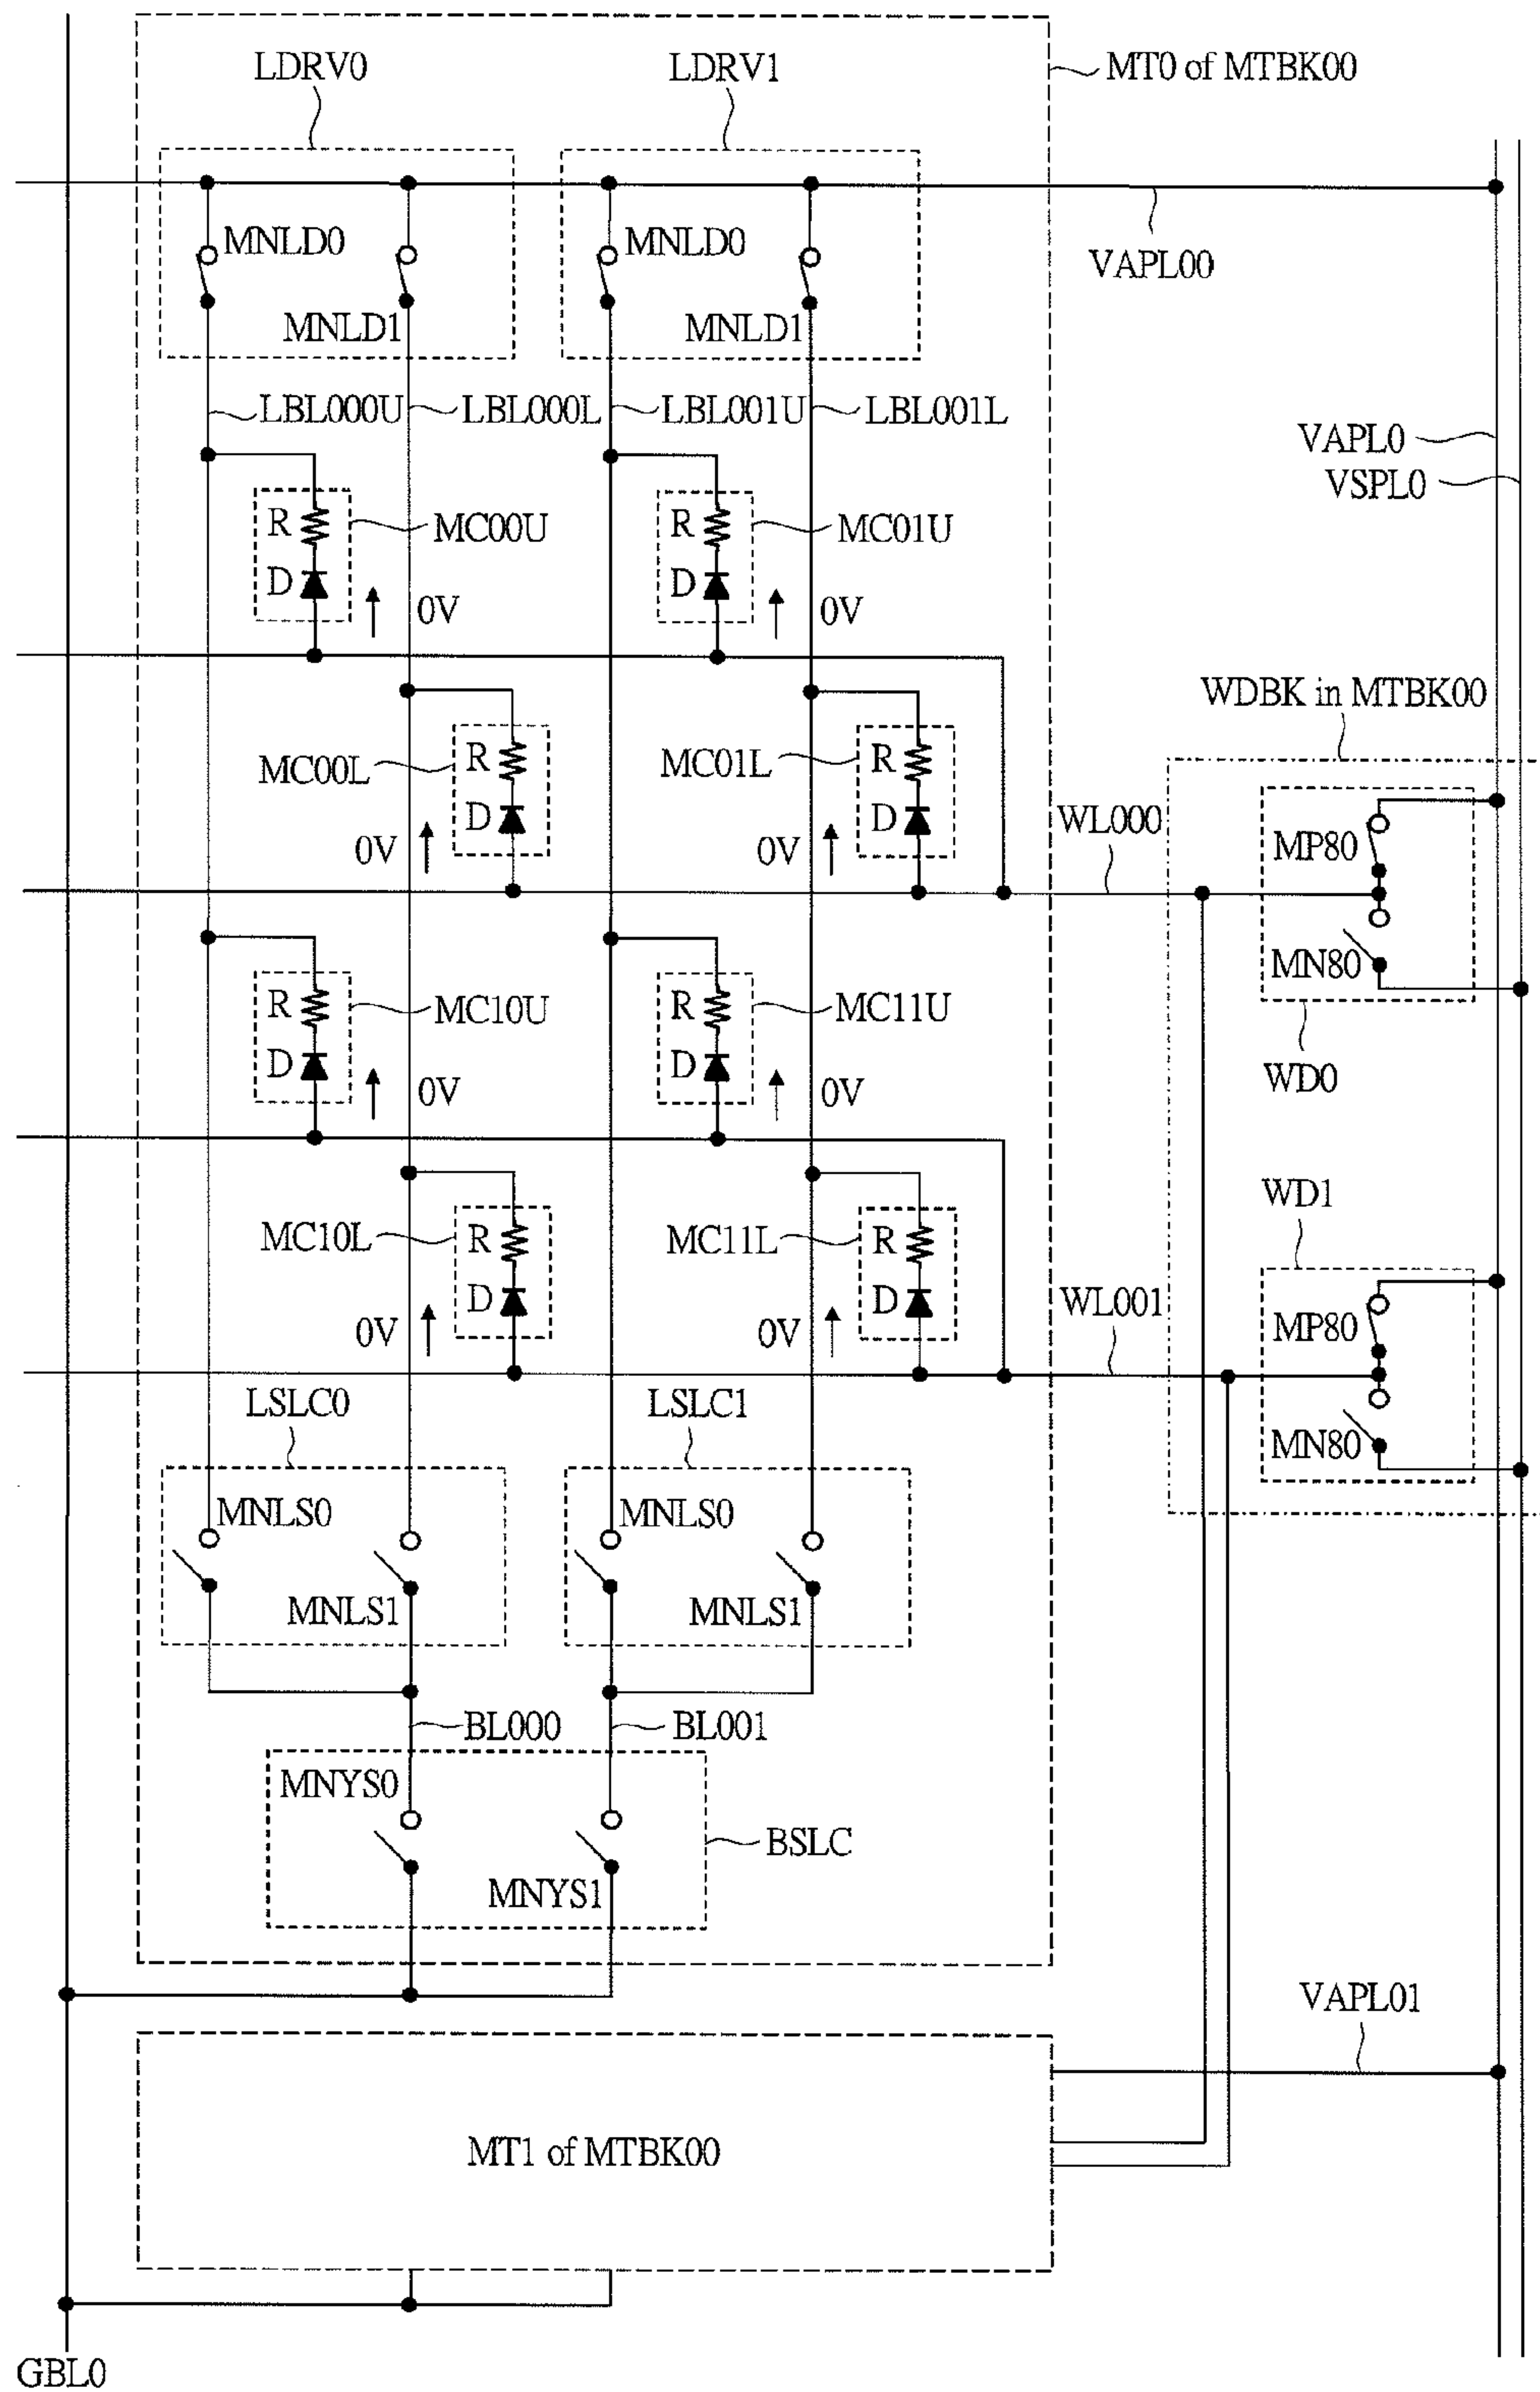 LDRV0 LDRV1 MT0 of MTBK00
MNLD0 MNLD0
VAPL00
MNLD1 MNLD1
LBL000U LBL000L LBL001U LBL001L
VAPL0
VSPL0
R MC00U R MC01U
D 0V D 0V
WDBK in MTBK00
MC00L R MC01L R
0V D 0V D WL000
MP80
MN80
R MC10U R MC11U
D 0V D 0V
WD0
WD1
MC10L R MC11L R
0V D 0V D WL001
MP80
LSLC0 LSLC1
MN80
MNLS0 MNLS0
MNLS1 MNLS1
BL000 BL001
MNYS0
BSLC
MNYS1
VAPL01
MT1 of MTBK00
GBL0